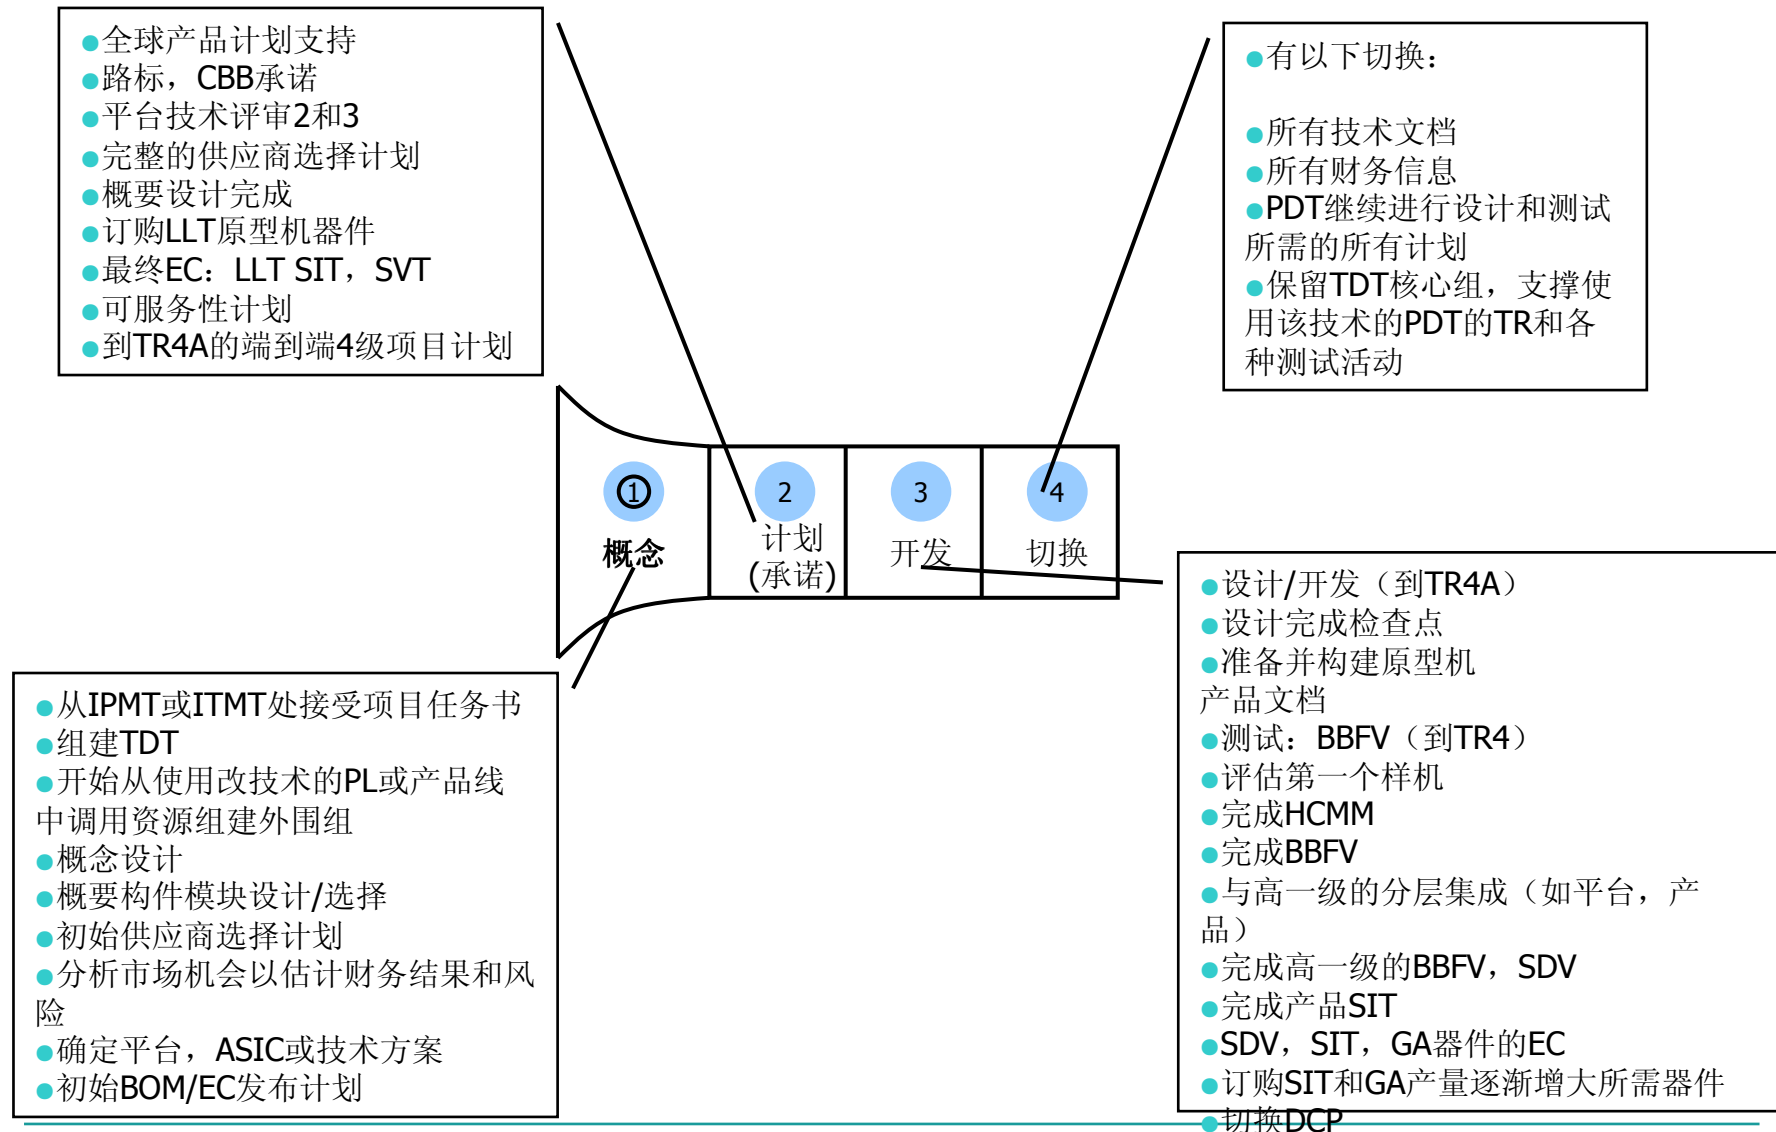 ●全球产品计划支持
●路标，CBB承诺
●平台技术评审2和3
●完整的供应商选择计划
●概要设计完成
●订购LLT原型机器件
●最终EC：LLT SIT，SVT
●可服务性计划
●到TR4A的端到端4级项目计划
●有以下切换：
●所有技术文档
●所有财务信息
●PDT继续进行设计和测试
所需的所有计划
●保留TDT核心组，支撑使
用该技术的PDT的TR和各
种测试活动
①
概念
2
计划
(承诺)
3
开发
4
切换
●从IPMT或ITMT处接受项目任务书
●组建TDT
●开始从使用改技术的PL或产品线
中调用资源组建外围组
●概念设计
●概要构件模块设计/选择
●初始供应商选择计划
●分析市场机会以估计财务结果和风
险
●确定平台，ASIC或技术方案
●初始BOM/EC发布计划
●设计/开发（到TR4A）
●设计完成检查点
●准备并构建原型机
产品文档
●测试：BBFV（到TR4）
●评估第一个样机
●完成HCMM
●完成BBFV
●与高一级的分层集成（如平台，产
品）
●完成高一级的BBFV，SDV
●完成产品SIT
●SDV，SIT，GA器件的EC
●订购SIT和GA产量逐渐增大所需器件
●切换DCP